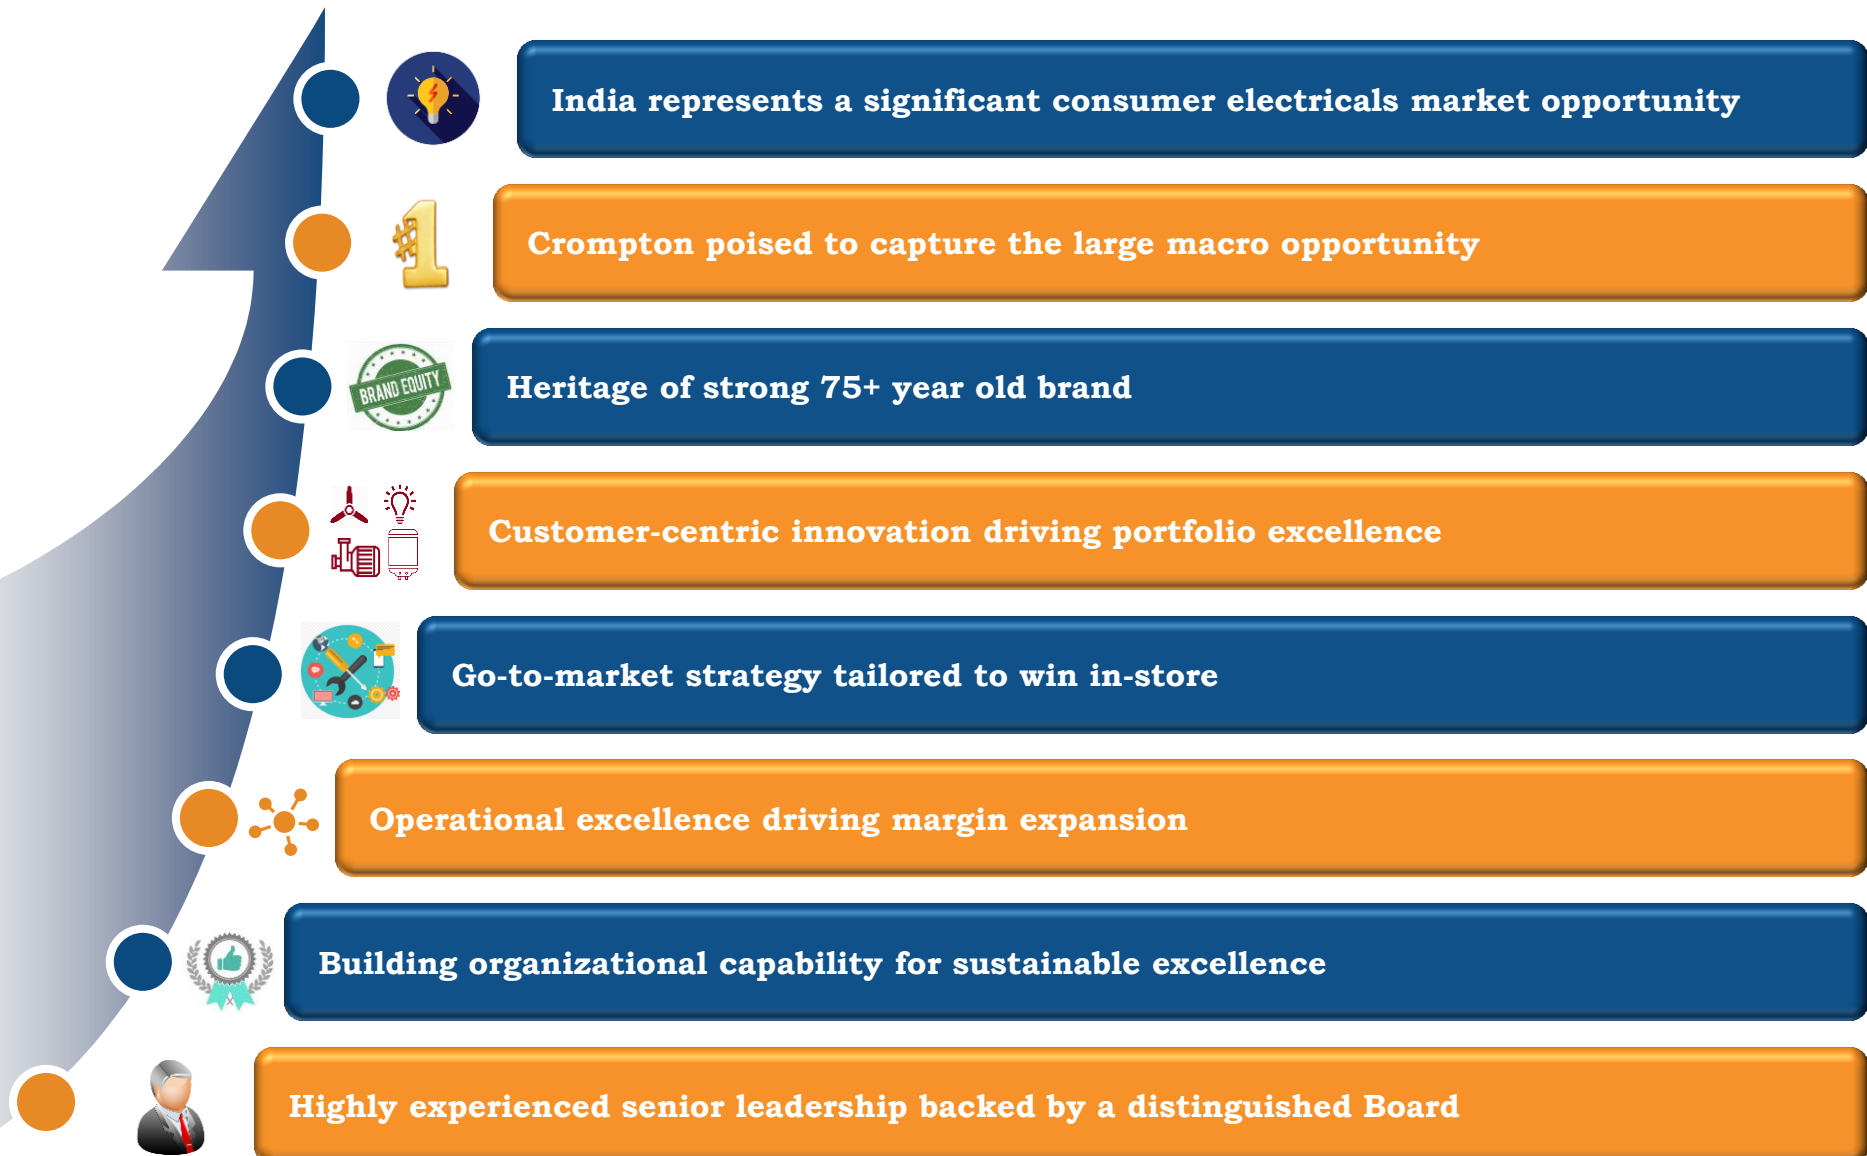 India represents a significant consumer electricals market opportunity
#1
Crompton poised to capture the large macro opportunity
BRAND EQUITY
Heritage of strong 75+ year old brand
Customer-centric innovation driving portfolio excellence
Go-to-market strategy tailored to win in-store
Operational excellence driving margin expansion
Building organizational capability for sustainable excellence
Highly experienced senior leadership backed by a distinguished Board